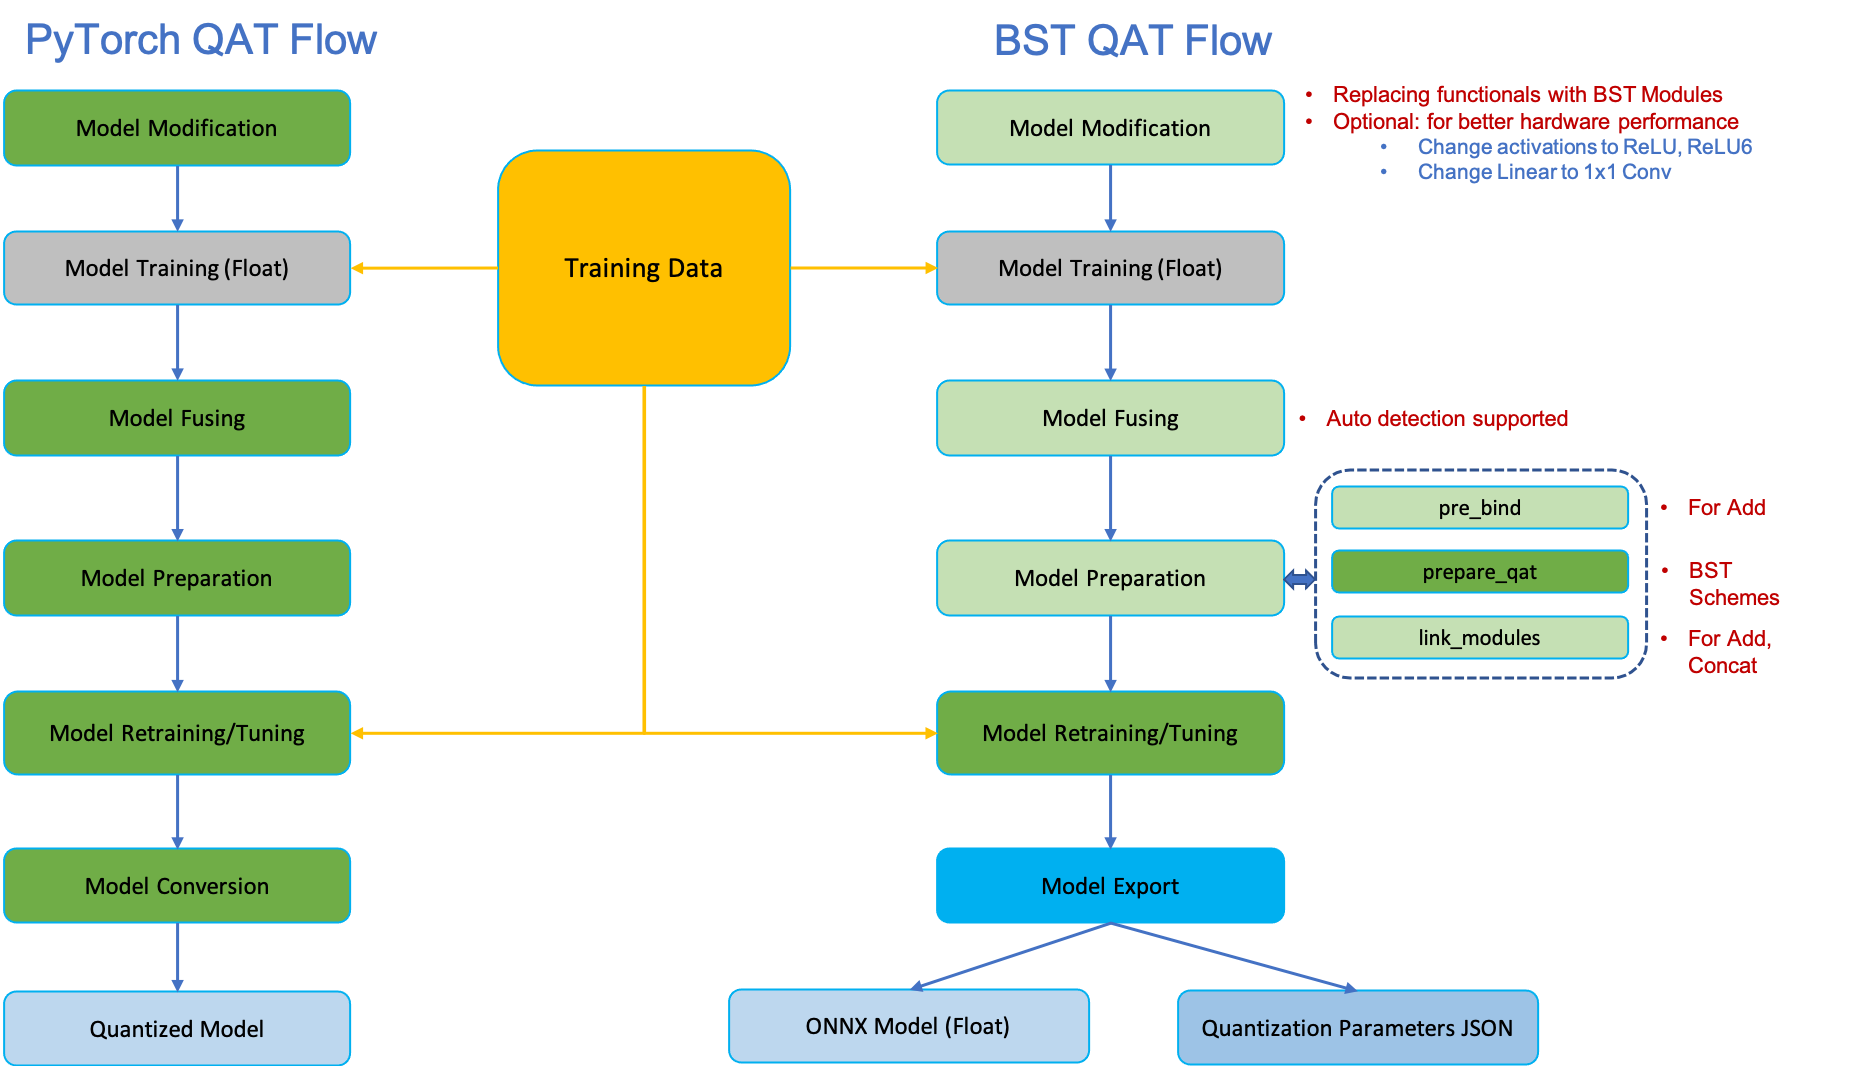 PyTorch QAT Flow
Model Modification
Model Training (Float)
Model Fusing
Model Preparation
Model Retraining/Tuning
Model Conversion
Quantized Model
Training Data
BST QAT Flow
Model Modification
• Replacing functionals with BST Modules
• Optional: for better hardware performance
• Change activations to ReLU, ReLU6
• Change Linear to 1x1 Conv
Model Training (Float)
Model Fusing
• Auto detection supported
Model Preparation
pre_bind
• For Add
prepare_qat
• BST
Schemes
link_modules
• For Add,
Concat
Model Retraining/Tuning
Model Export
ONNX Model (Float)
Quantization Parameters JSON